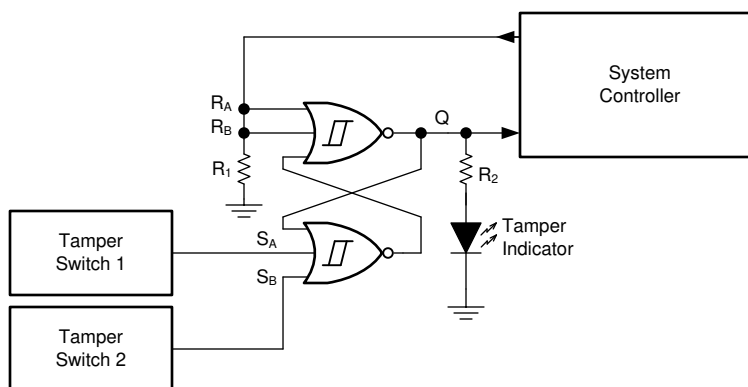 System
Controller
R_A
R_B
Q
R_1
R_2
Tamper
Indicator
Tamper
Switch 1
S_A
S_B
Tamper
Switch 2